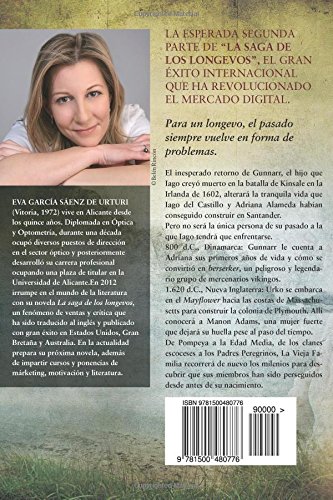 LA ESPERADA SEGUNDA
PARTE DE “LA SAGA DE
LOS LONGEVOS”, EL GRAN
ÉXITO INTERNACIONAL
QUE HA REVOLUCIONADO
EL MERCADO DIGITAL.
Para un longevo, el pasado
siempre vuelve en forma de
problemas.
© Belén Rincón
EVA GARCÍA SÁENZ DE URTURI
(Vitoria, 1972) vive en Alicante desde
los quince años. Diplomada en Óptica
y Optometría, durante una década
ocupó diversos puestos de dirección
en el sector óptico y posteriormente
desarrolló su carrera profesional
ocupando una plaza de titular en la
Universidad de Alicante.En 2012
irrumpe en el mundo de la literatura
con su novela La saga de los longevos,
un fenómeno de ventas y crítica que
ha sido traducido al inglés y publicado
con gran éxito en Estados Unidos, Gran
Bretaña y Australia. En la actualidad
prepara su próxima novela, además
de impartir cursos y ponencias de
márketing, motivación y literatura.
El inesperado retorno de Gunnarr, el hijo que
Iago creyó muerto en la batalla de Kinsale en la
Irlanda de 1602, alterará la tranquila vida que
Iago del Castillo y Adriana Alameda habían
conseguido construir en Santander.
Pero no será la única persona de su pasado a la
que Iago tendrá que enfrentarse.
800 d.C., Dinamarca: Gunnarr le cuenta a
Adriana sus primeros años de vida y cómo se
convirtió en berserker, un peligroso y legendario
grupo de mercenarios vikingos.
1.620 d.C., Nueva Inglaterra: Urko se embarca
en el Mayflower hacia las costas de Massachusetts
para construir la colonia de Plymouth. Allí
conocerá a Manon Adams, una mujer fuerte
que dejará su huella pese al paso del tiempo.
De Pompeya a la Edad Media, de los clanes
escoceses a los Padres Peregrinos, La Vieja Familia
recorrerá de nuevo los milenios para descubrir
que sus miembros han sido perseguidos
desde antes de su nacimiento.
ISBN 9781500480776
90000 >
9 781500 480776